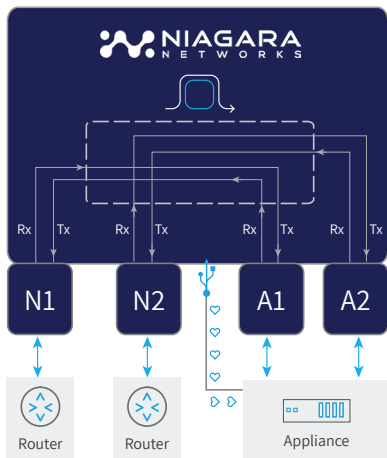 NIAGARA
NETWORKS
Rx Tx Rx Tx Rx Tx Rx Tx
N1 N2 A1 A2
Router Router Appliance